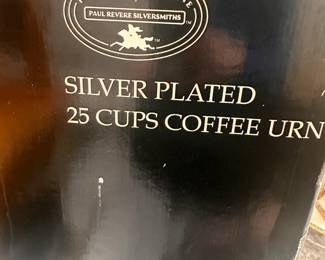 PAUL REVERE SILVERSMITHS
SILVER PLATED
25 CUPS COFFEE URN